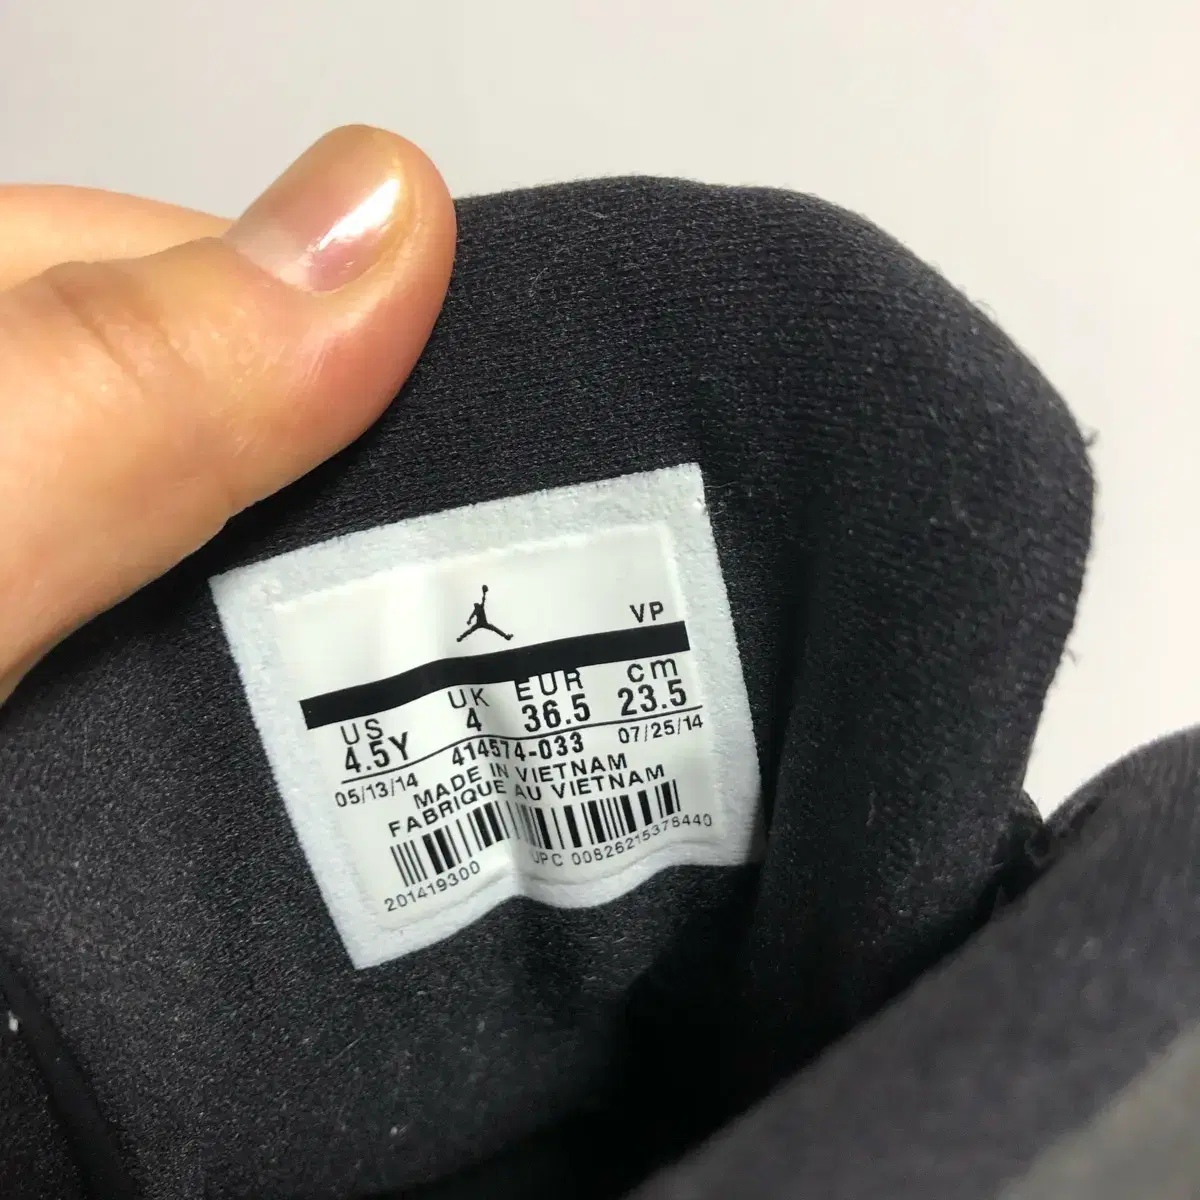 VP
US UK EUR cm
4.5Y 4 36.5 23.5
05/13/14 414574-033 07/25/14
MADE IN VIETNAM
FABRIQUE AU VIETNAM
201419300 UPC 00826215378440